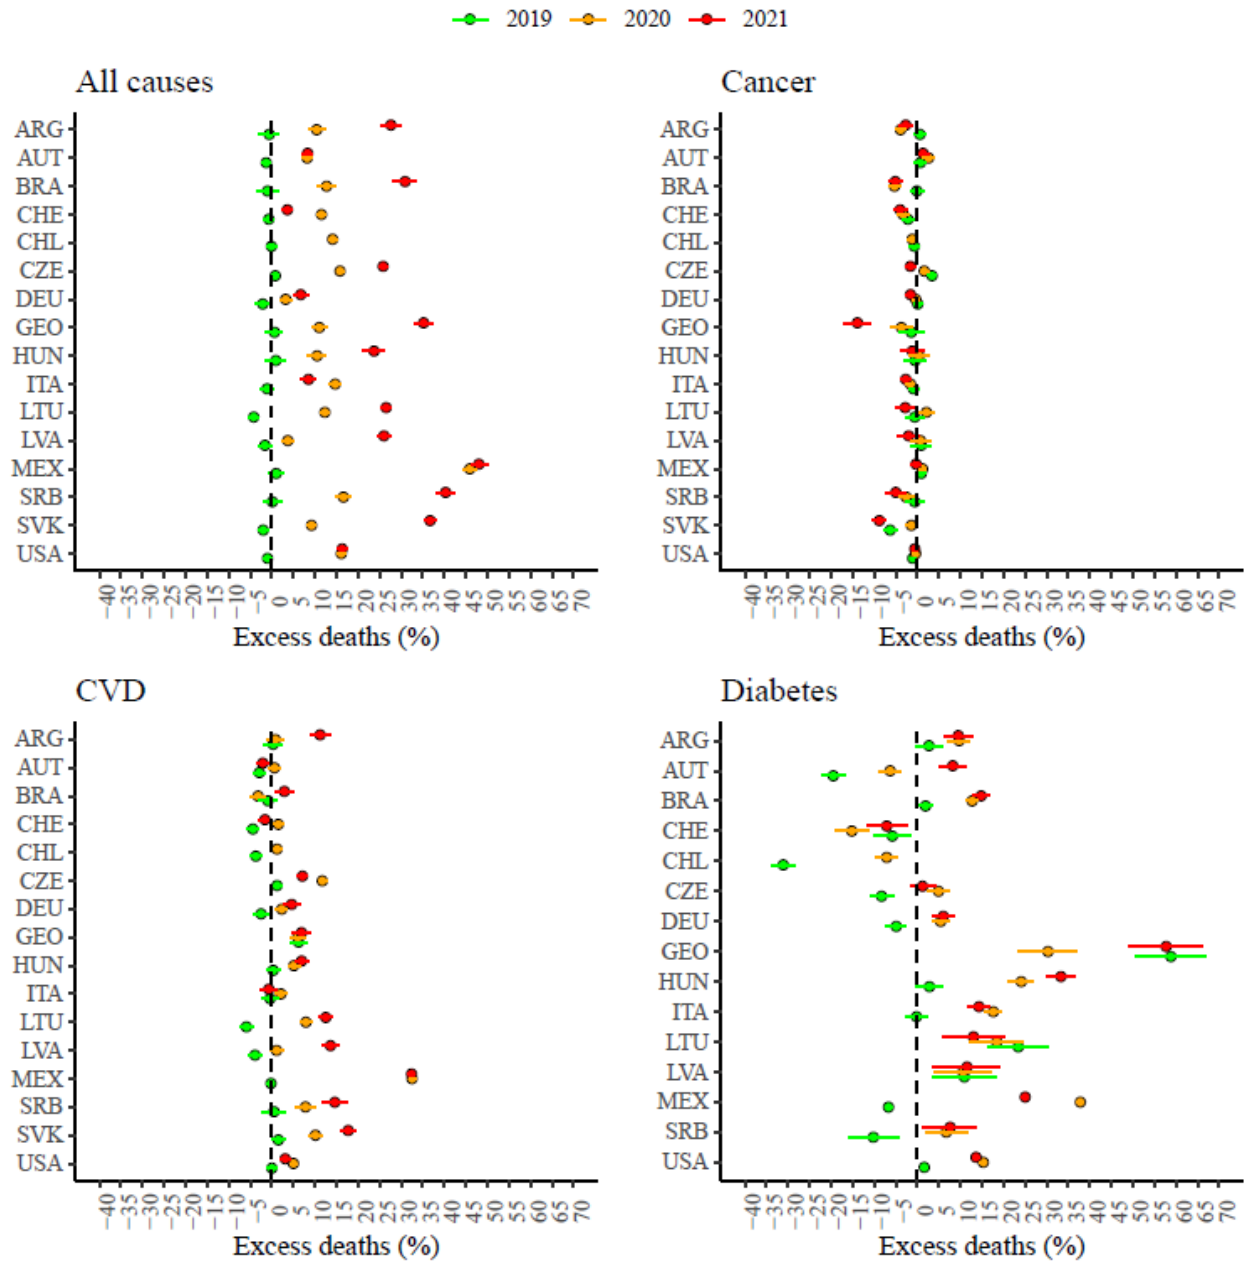 2019 2020 2021
All causes
ARG
AUT
BRA
CHE
CHL
CZE
DEU
GEO
HUN
ITA
LTU
LVA
MEX
SRB
SVK
USA
−40 −35 −30 −25 −20 −15 −10 −5 0 5 10 15 20 25 30 35 40 45 50 55 60 65 70
Excess deaths (%)
Cancer
ARG
AUT
BRA
CHE
CHL
CZE
DEU
GEO
HUN
ITA
LTU
LVA
MEX
SRB
SVK
USA
−40 −35 −30 −25 −20 −15 −10 −5 0 5 10 15 20 25 30 35 40 45 50 55 60 65 70
Excess deaths (%)
CVD
ARG
AUT
BRA
CHE
CHL
CZE
DEU
GEO
HUN
ITA
LTU
LVA
MEX
SRB
SVK
USA
−40 −35 −30 −25 −20 −15 −10 −5 0 5 10 15 20 25 30 35 40 45 50 55 60 65 70
Excess deaths (%)
Diabetes
ARG
AUT
BRA
CHE
CHL
CZE
DEU
GEO
HUN
ITA
LTU
LVA
MEX
SRB
USA
−40 −35 −30 −25 −20 −15 −10 −5 0 5 10 15 20 25 30 35 40 45 50 55 60 65 70
Excess deaths (%)